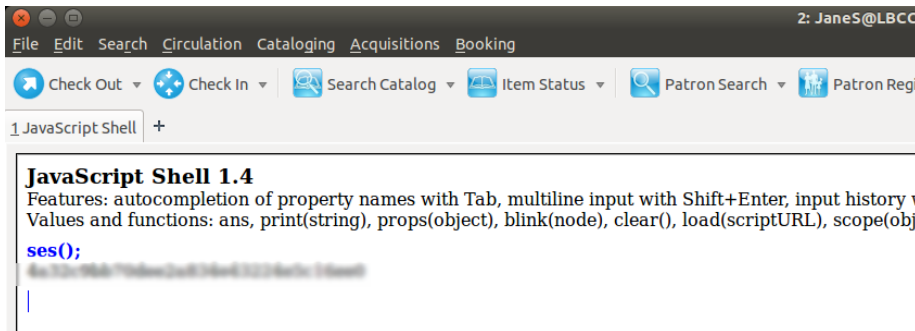 2: JaneS@LBCC
File Edit Search Circulation Cataloging Acquisitions Booking
Check Out Check In Search Catalog Item Status Patron Search Patron Regi
1 JavaScript Shell +
JavaScript Shell 1.4
Features: autocompletion of property names with Tab, multiline input with Shift+Enter, input history
Values and functions: ans, print(string), props(object), blink(node), clear(), load(scriptURL), scope(obj
ses();